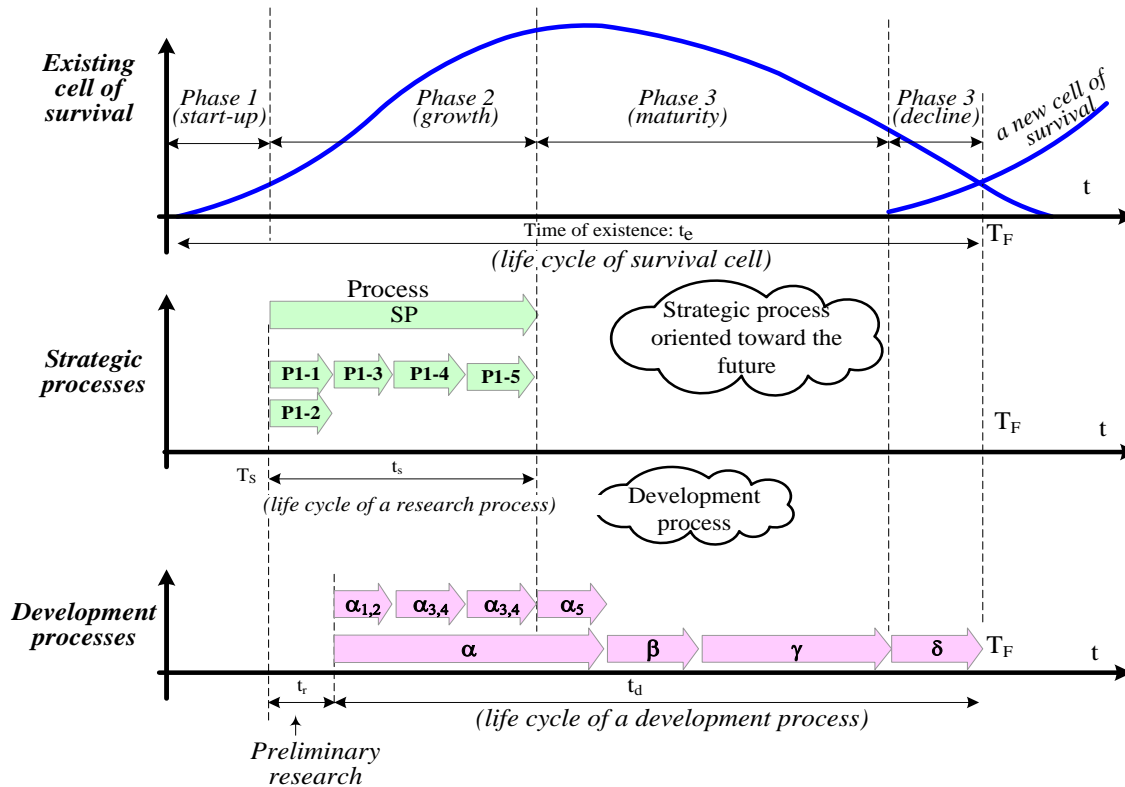 Existing
cell of
survival
Phase 1
(start-up)
Phase 2
(growth)
Phase 3
(maturity)
Phase 3
(decline)
a new cell of
survival
t
Time of existence: te
TF
(life cycle of survival cell)
Strategic
processes
Process
SP
P1-1
P1-3
P1-4
P1-5
P1-2
Strategic process
oriented toward the
future
TF
t
Ts
ts
(life cycle of a research process)
Development
process
Development
processes
α1,2
α3,4
α3,4
α5
α
β
γ
δ
TF
t
tr
td
(life cycle of a development process)
Preliminary
research